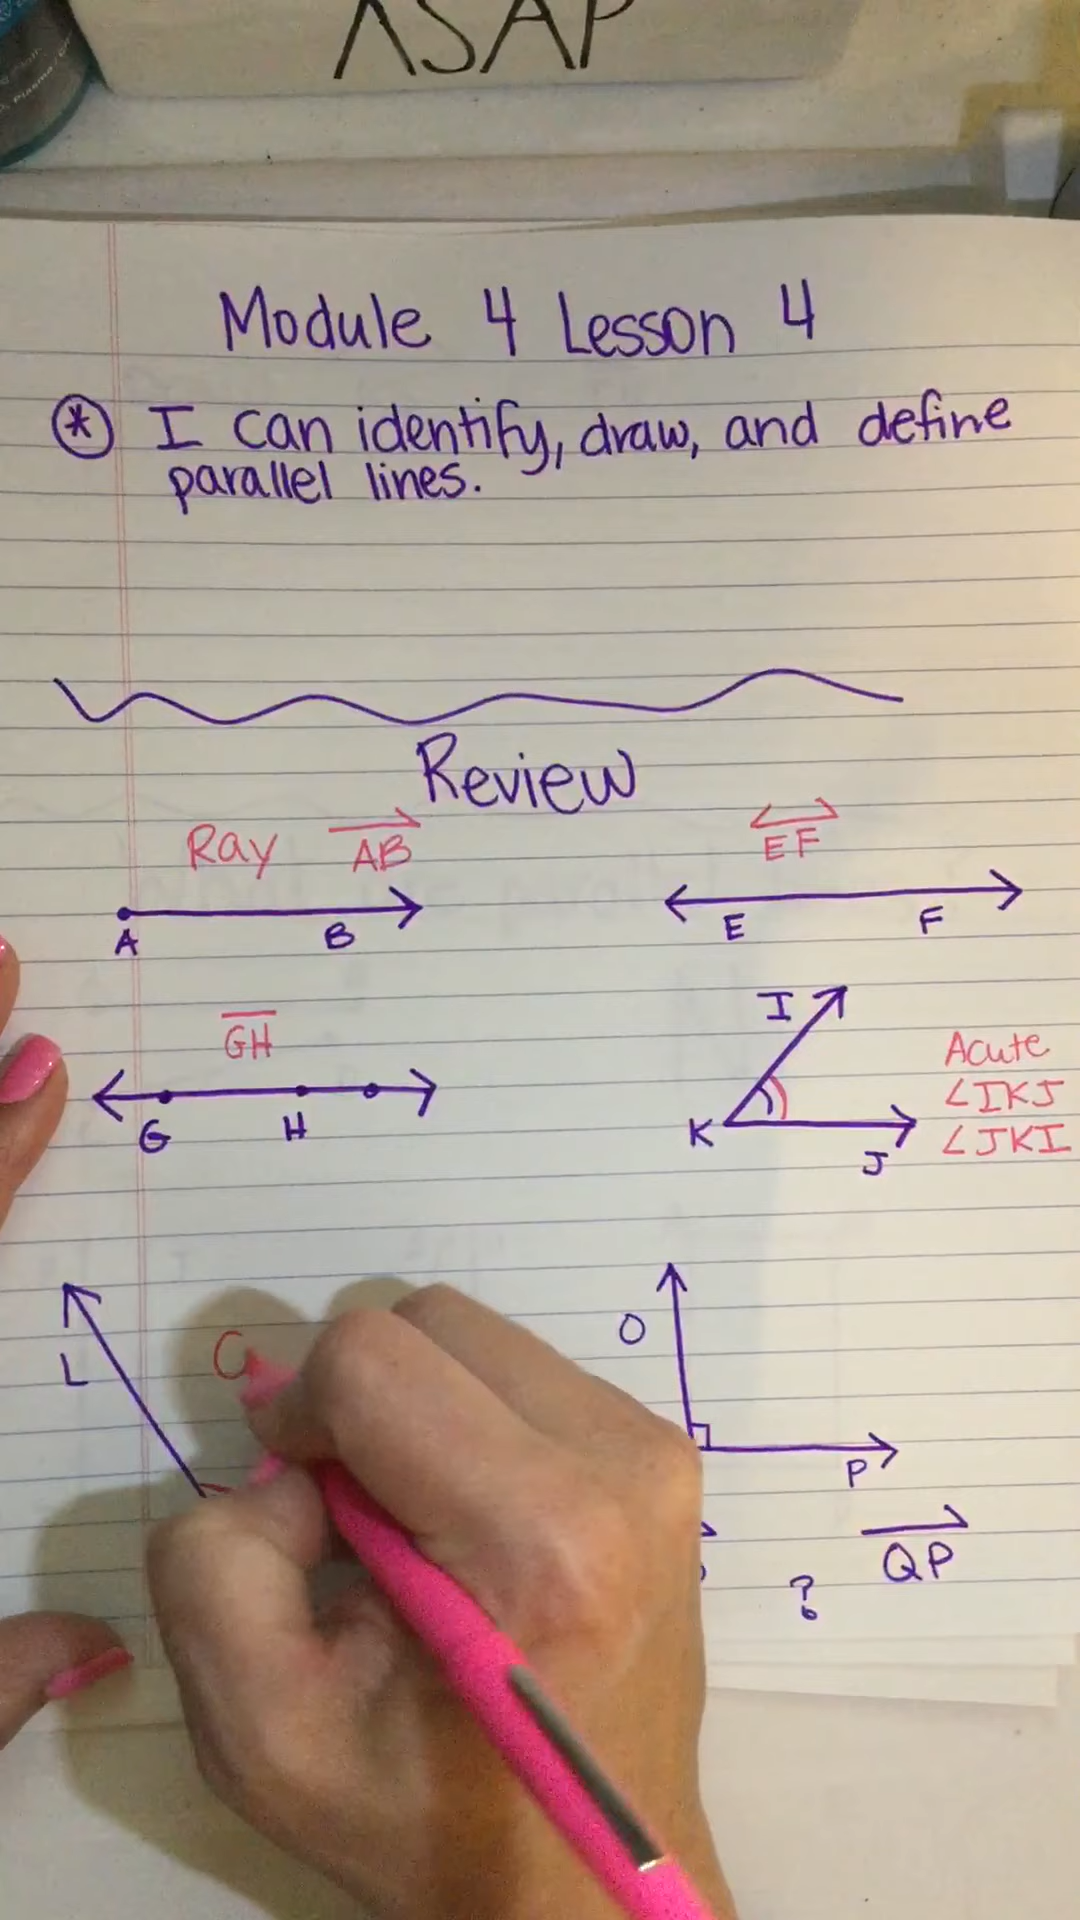 ASAP
Module 4 Lesson 4
* I can identify, draw, and define
parallel lines.
Review
Ray AB
EF
A B
E F
GH
G H
I
Acute
∠IKJ
∠JKI
K J
L
O
P
QP
?